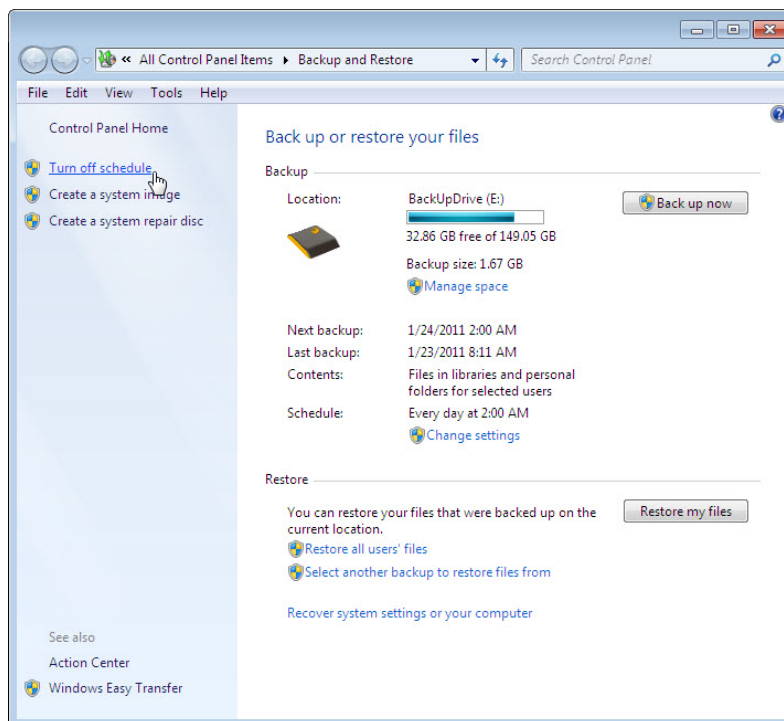 « All Control Panel Items ▸ Backup and Restore
Search Control Panel
File Edit View Tools Help
Control Panel Home
Turn off schedule
Create a system image
Create a system repair disc
See also
Action Center
Windows Easy Transfer
Back up or restore your files
Backup
Location:
BackUpDrive (E:)
Back up now
32.86 GB free of 149.05 GB
Backup size: 1.67 GB
Manage space
Next backup: 1/24/2011 2:00 AM
Last backup: 1/23/2011 8:11 AM
Contents: Files in libraries and personal
folders for selected users
Schedule: Every day at 2:00 AM
Change settings
Restore
You can restore your files that were backed up on the
current location.
Restore my files
Restore all users' files
Select another backup to restore files from
Recover system settings or your computer